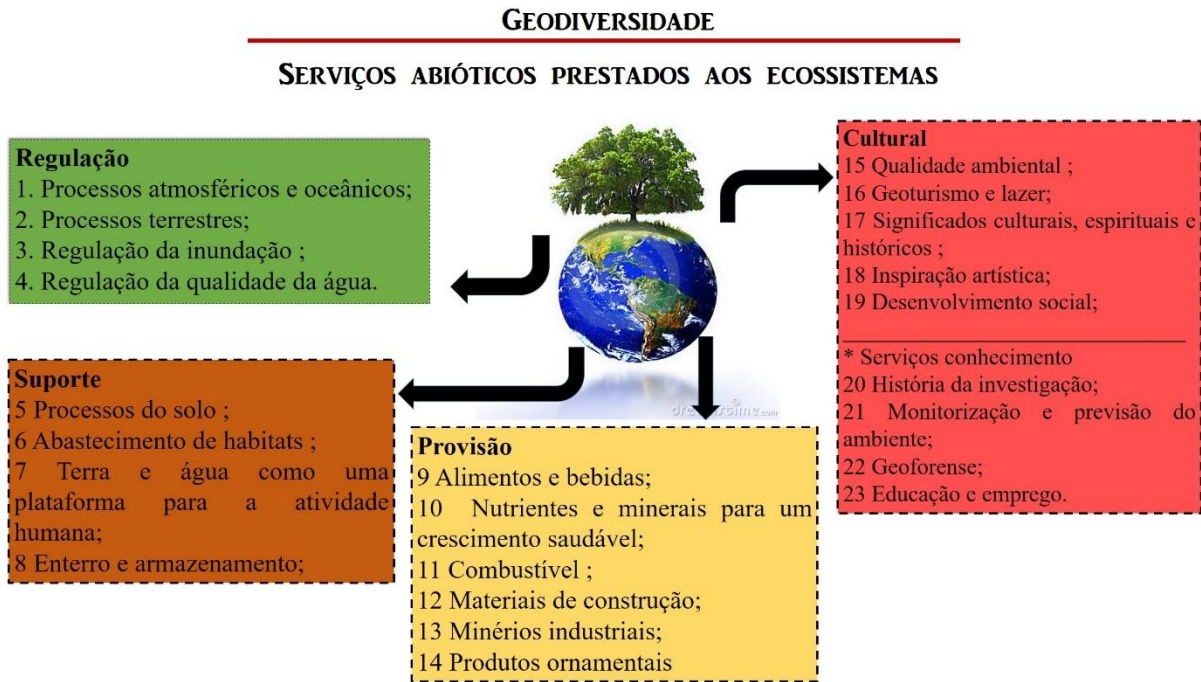 GEODIVERSIDADE
SERVIÇOS ABIÓTICOS PRESTADOS AOS ECOSSISTEMAS
Regulação
1. Processos atmosféricos e oceânicos;
2. Processos terrestres;
3. Regulação da inundação ;
4. Regulação da qualidade da água.
Suporte
5 Processos do solo ;
6 Abastecimento de habitats ;
7 Terra e água como uma
plataforma para a atividade
humana;
8 Enterro e armazenamento;
Provisão
9 Alimentos e bebidas;
10 Nutrientes e minerais para um
crescimento saudável;
11 Combustível ;
12 Materiais de construção;
13 Minérios industriais;
14 Produtos ornamentais
Cultural
15 Qualidade ambiental ;
16 Geoturismo e lazer;
17 Significados culturais, espirituais e
históricos ;
18 Inspiração artística;
19 Desenvolvimento social;
* Serviços conhecimento
20 História da investigação;
21 Monitorização e previsão do
ambiente;
22 Geoforense;
23 Educação e emprego.